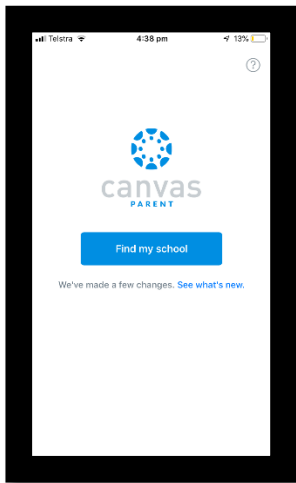 Telstra 4:38 pm 13%
?
canvas
PARENT
Find my school
We've made a few changes. See what's new.